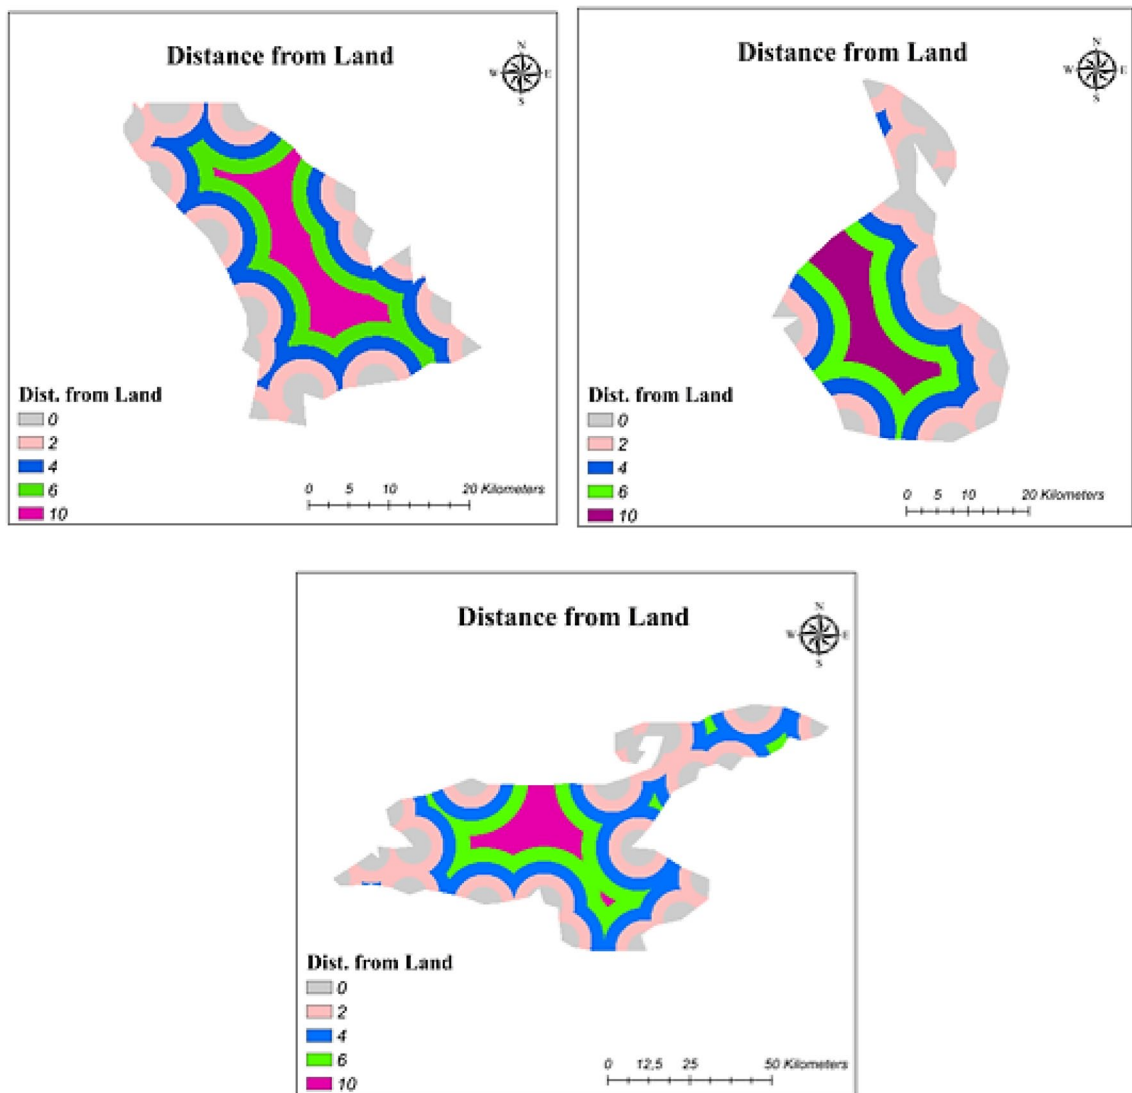 Distance from Land
N
W E
S
Dist. from Land
0
2
4
6
10
0 5 10 20 Kilometers
Distance from Land
N
W E
S
Dist. from Land
0
2
4
6
10
0 5 10 20 Kilometers
Distance from Land
N
W E
S
Dist. from Land
0
2
4
6
10
0 12,5 25 50 Kilometers